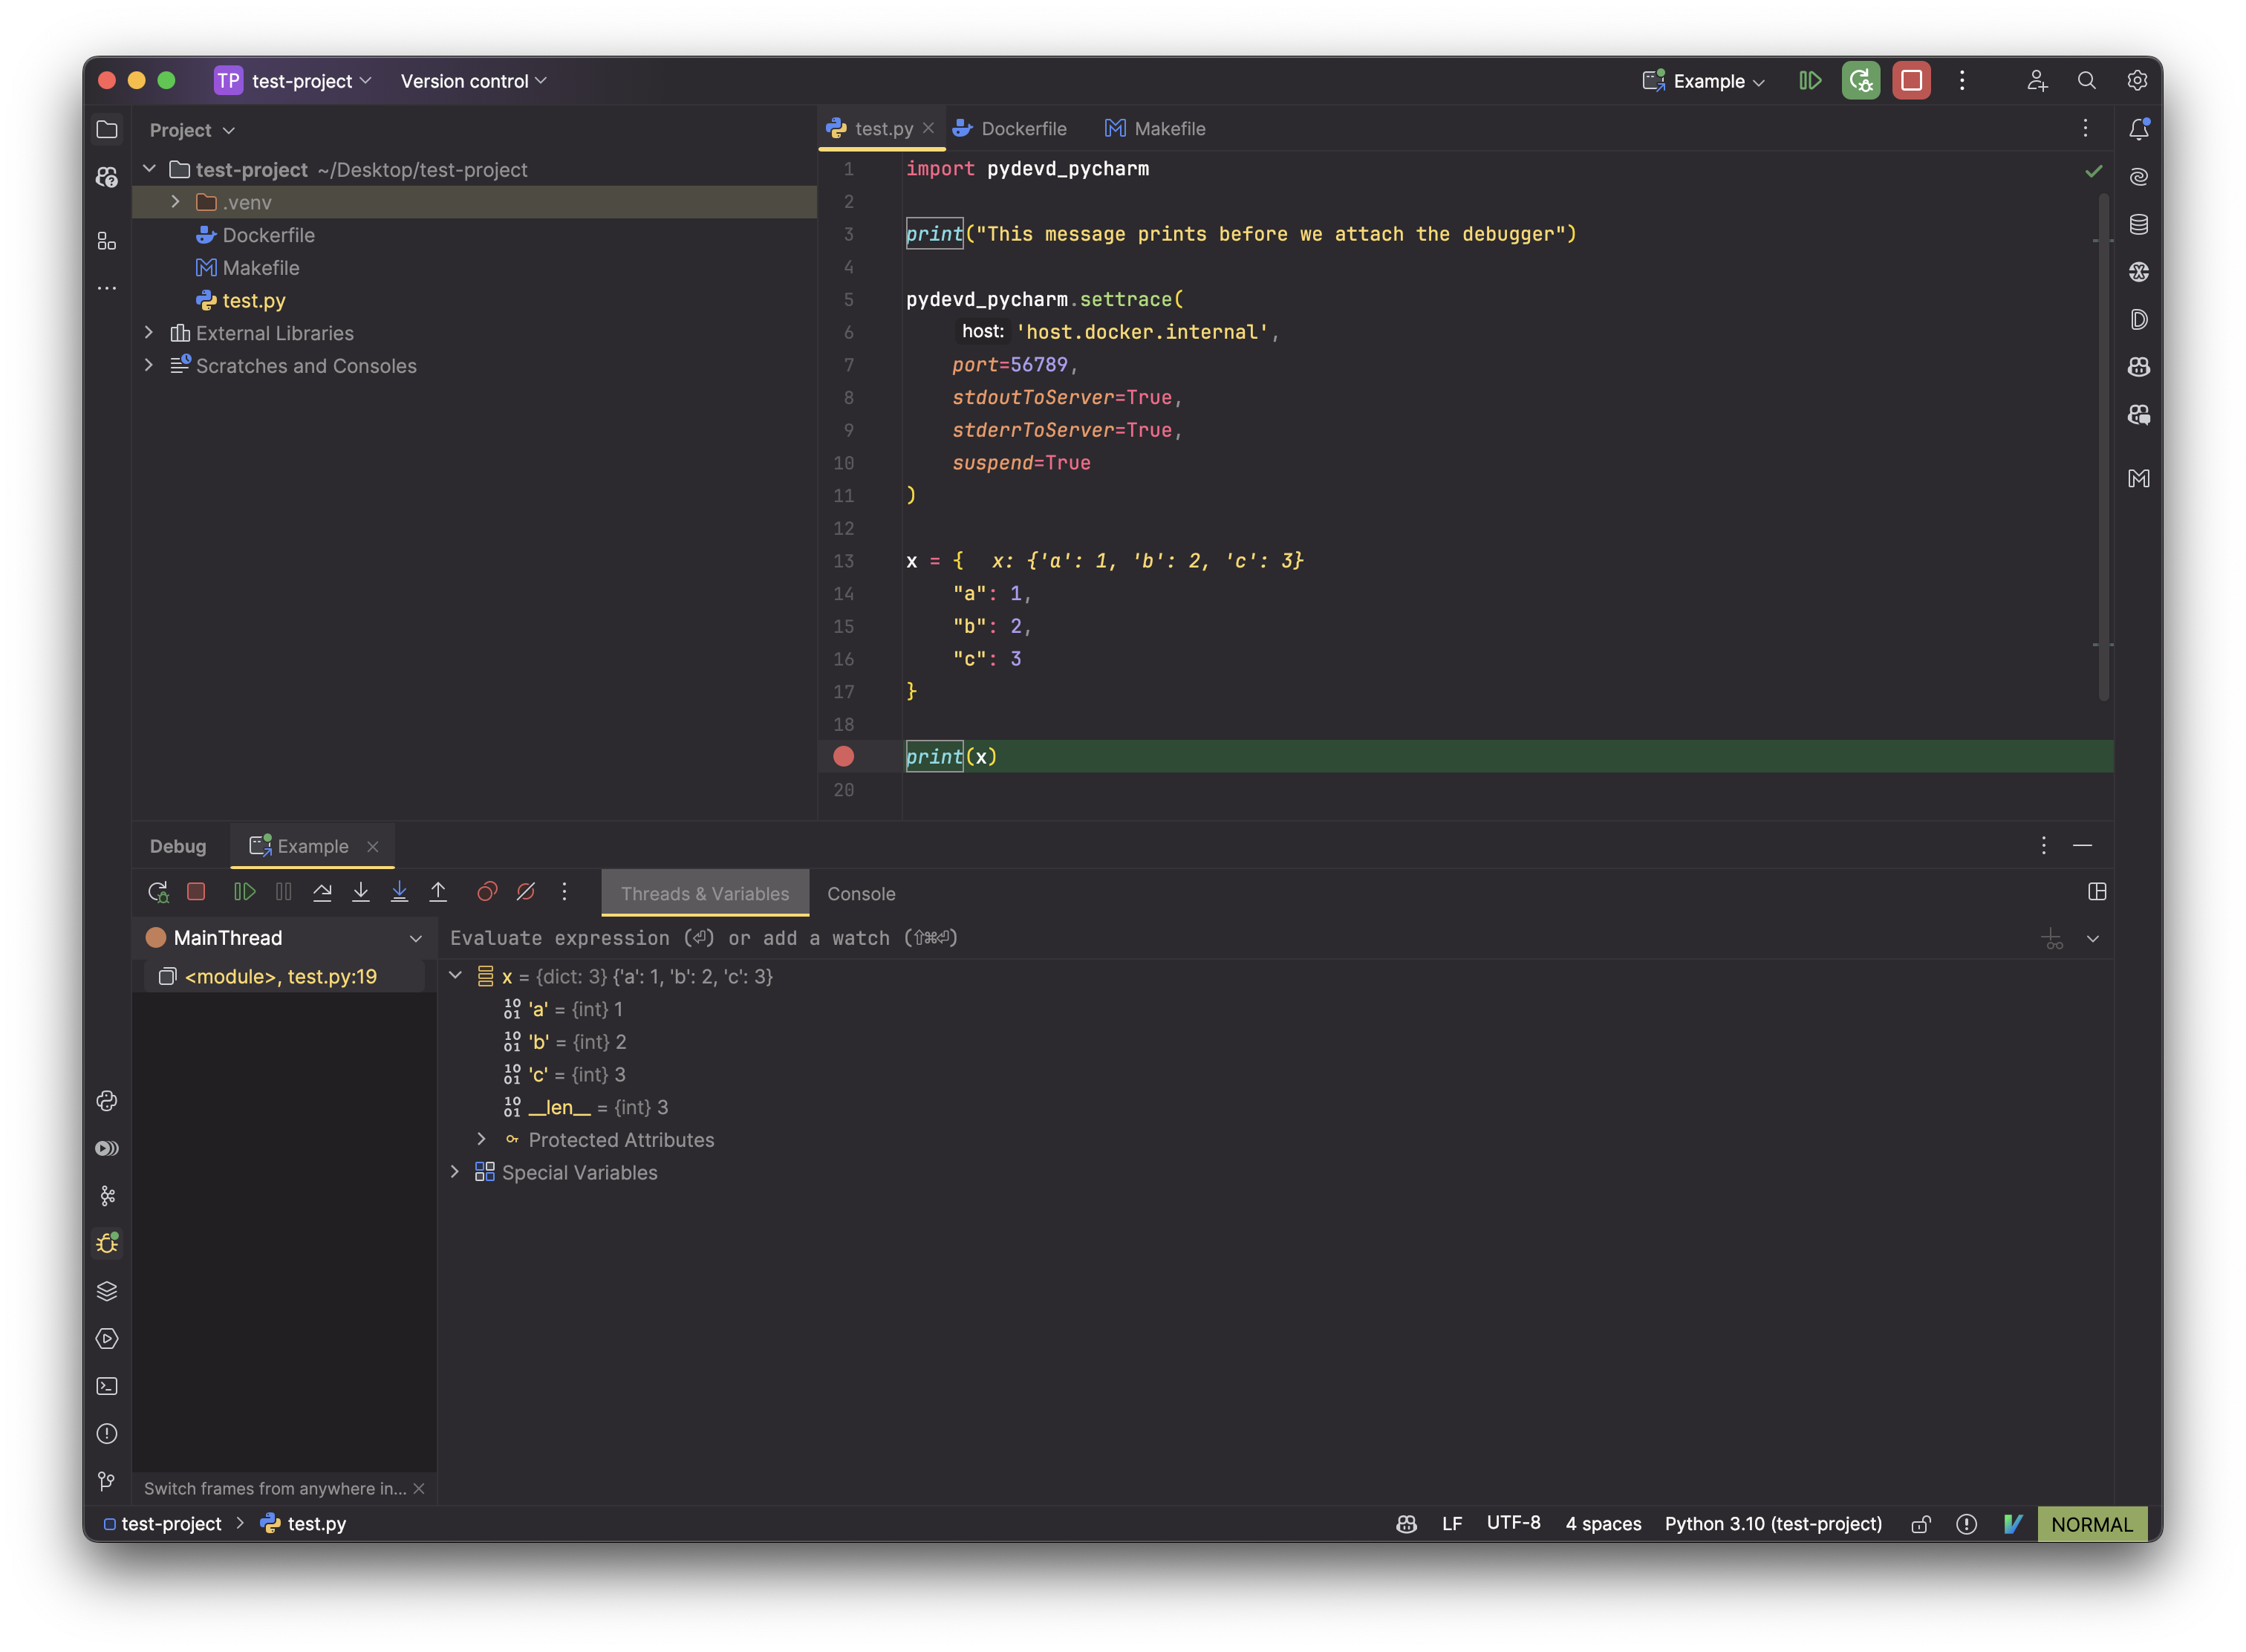 TP test-project Version control Example
Project
test-project ~/Desktop/test-project
.venv
Dockerfile
Makefile
test.py
External Libraries
Scratches and Consoles
test.py Dockerfile Makefile
1 import pydevd_pycharm
2
3 print("This message prints before we attach the debugger")
4
5 pydevd_pycharm.settrace(
6 host: 'host.docker.internal',
7 port=56789,
8 stdoutToServer=True,
9 stderrToServer=True,
10 suspend=True
11 )
12
13 x = { x: {'a': 1, 'b': 2, 'c': 3}
14 "a": 1,
15 "b": 2,
16 "c": 3
17 }
18
print(x)
20
Debug Example
Threads & Variables Console
MainThread
<module>, test.py:19
Evaluate expression (⏎) or add a watch (⇧⌘⏎)
x = {dict: 3} {'a': 1, 'b': 2, 'c': 3}
'a' = {int} 1
'b' = {int} 2
'c' = {int} 3
__len__ = {int} 3
Protected Attributes
Special Variables
Switch frames from anywhere in...
test-project > test.py
LF UTF-8 4 spaces Python 3.10 (test-project) NORMAL